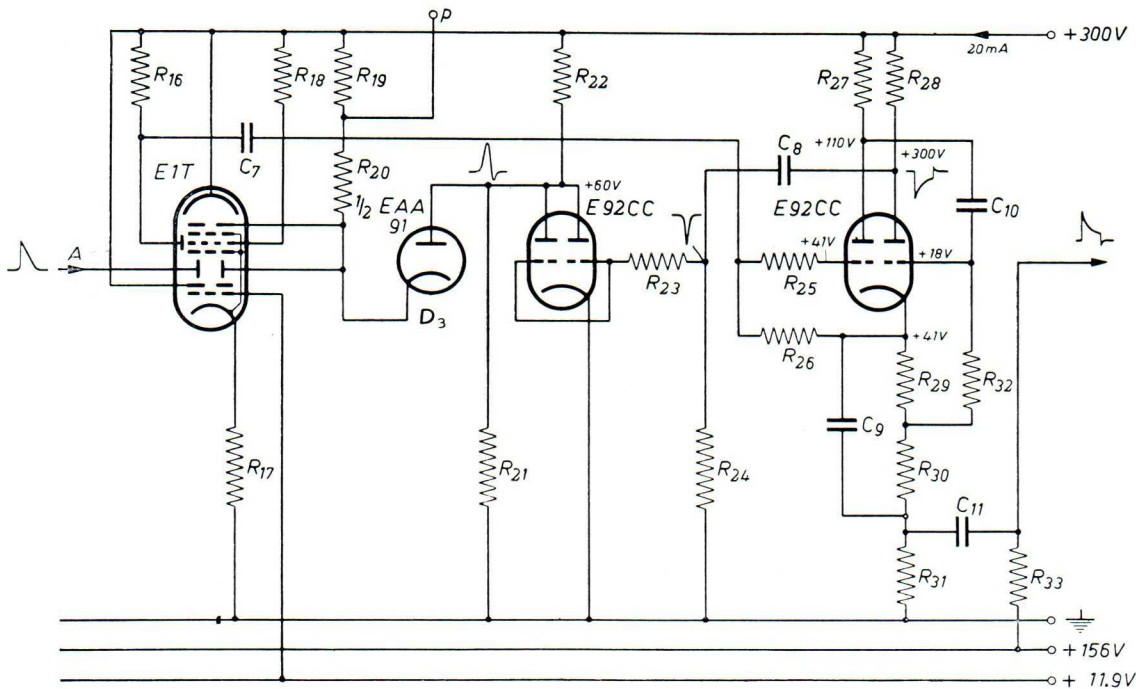 P
+300V
20mA
R16
R18
R19
R22
R27
R28
C7
E1T
R20
1/2 EAA
91
+60V
E92CC
C8
+110V
+300V
E92CC
C10
A
+41V
+18V
R23
R25
D3
R26
+41V
R29
R32
C9
R17
R21
R24
R30
C11
R31
R33
+156V
+ 11.9V